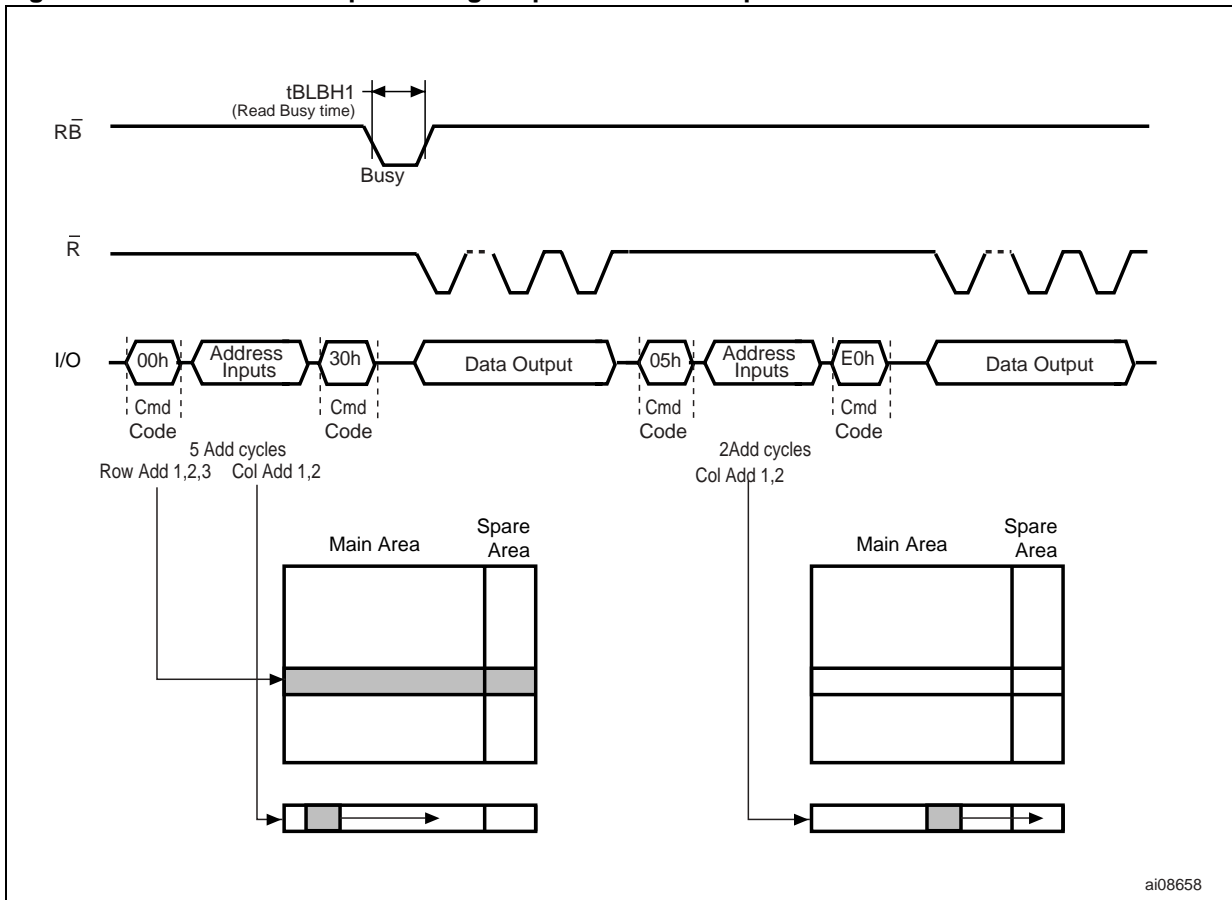 tBLBH1
(Read Busy time)
RB̅
Busy
R̅
I/O
00h
Address
Inputs
30h
Data Output
05h
Address
Inputs
E0h
Data Output
Cmd
Code
Cmd
Code
Cmd
Code
Cmd
Code
5 Add cycles
Row Add 1,2,3
Col Add 1,2
2Add cycles
Col Add 1,2
Main Area
Spare
Area
Main Area
Spare
Area
ai08658